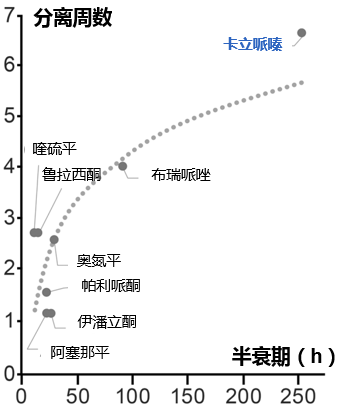 分离周数
7
6
5
4
3
2
1
0
卡立哌嗪
喹硫平
鲁拉西酮
布瑞哌唑
奥氮平
帕利哌酮
伊潘立酮
阿塞那平
半衰期（h）
0 50 100 150 200 250